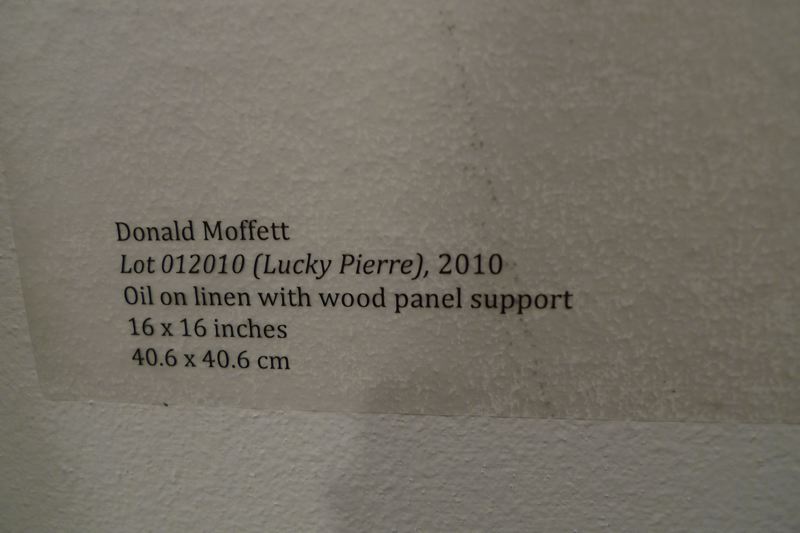 Donald Moffett
Lot 012010 (Lucky Pierre), 2010
Oil on linen with wood panel support
16 x 16 inches
40.6 x 40.6 cm